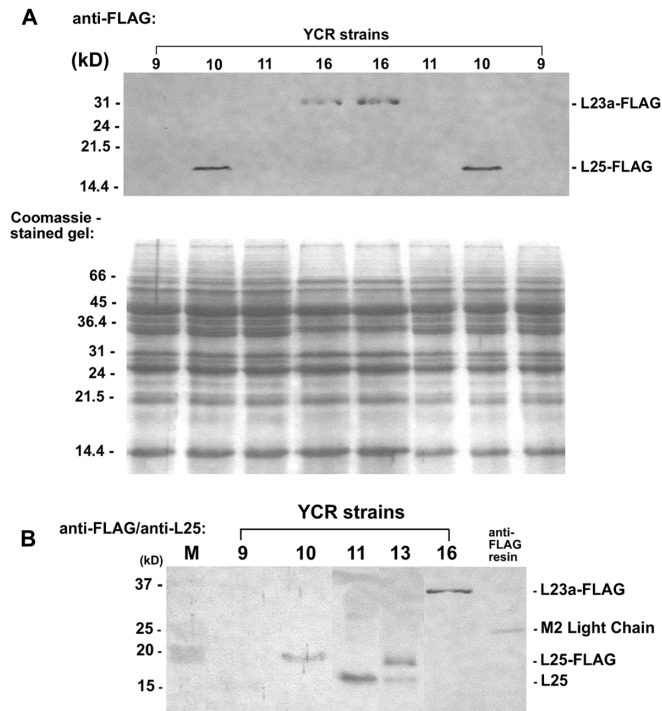 A anti-FLAG:
YCR strains
(kD) 9 10 11 16 16 11 10 9
31 - - L23a-FLAG
24 -
21.5 -
- L25-FLAG
14.4 -
Coomassie -
stained gel:
66 -
45 -
36.4 -
31 -
24 -
21.5 -
14.4 -
B anti-FLAG/anti-L25: YCR strains
anti-
FLAG
resin
M 9 10 11 13 16
(kD)
37 - - L23a-FLAG
25 - - M2 Light Chain
20 - - L25-FLAG
15 - - L25